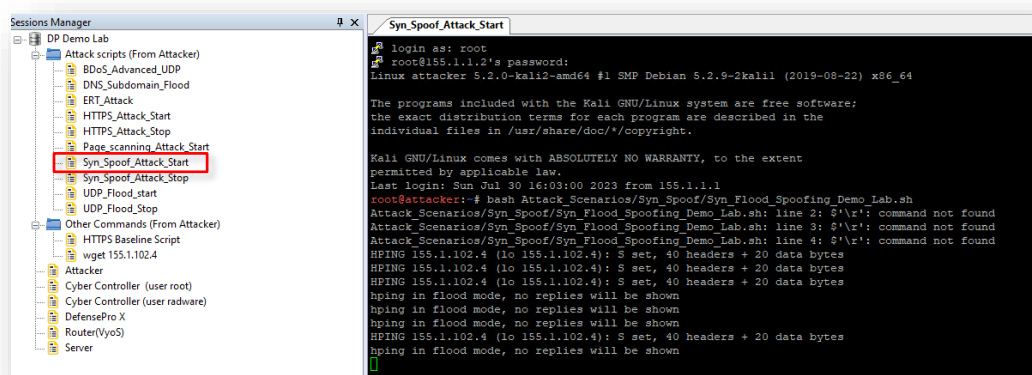 Sessions Manager
DP Demo Lab
Attack scripts (From Attacker)
BDoS_Advanced_UDP
DNS_Subdomain_Flood
ERT_Attack
HTTPS_Attack_Start
HTTPS_Attack_Stop
Page_scanning_Attack_Start
Syn_Spoof_Attack_Start
Syn_Spoof_Attack_Stop
UDP_Flood_start
UDP_Flood_Stop
Other Commands (From Attacker)
HTTPS Baseline Script
wget 155.1.102.4
Attacker
Cyber Controller (user root)
Cyber Controller (user radware)
DefensePro X
Router(VyoS)
Server
Syn_Spoof_Attack_Start
login as: root
root@155.1.1.2's password:
Linux attacker 5.2.0-kali2-amd64 #1 SMP Debian 5.2.9-2kali1 (2019-08-22) x86_64
The programs included with the Kali GNU/Linux system are free software;
the exact distribution terms for each program are described in the
individual files in /usr/share/doc/*/copyright.
Kali GNU/Linux comes with ABSOLUTELY NO WARRANTY, to the extent
permitted by applicable law.
Last login: Sun Jul 30 16:03:00 2023 from 155.1.1.1
root@attacker:~# bash Attack_Scenarios/Syn_Spoof/Syn_Flood_Spoofing_Demo_Lab.sh
Attack_Scenarios/Syn_Spoof/Syn_Flood_Spoofing_Demo_Lab.sh: line 2: $'\r': command not found
Attack_Scenarios/Syn_Spoof/Syn_Flood_Spoofing_Demo_Lab.sh: line 3: $'\r': command not found
Attack_Scenarios/Syn_Spoof/Syn_Flood_Spoofing_Demo_Lab.sh: line 4: $'\r': command not found
HPING 155.1.102.4 (lo 155.1.102.4): S set, 40 headers + 20 data bytes
HPING 155.1.102.4 (lo 155.1.102.4): S set, 40 headers + 20 data bytes
HPING 155.1.102.4 (lo 155.1.102.4): S set, 40 headers + 20 data bytes
hping in flood mode, no replies will be shown
hping in flood mode, no replies will be shown
hping in flood mode, no replies will be shown
HPING 155.1.102.4 (lo 155.1.102.4): S set, 40 headers + 20 data bytes
hping in flood mode, no replies will be shown